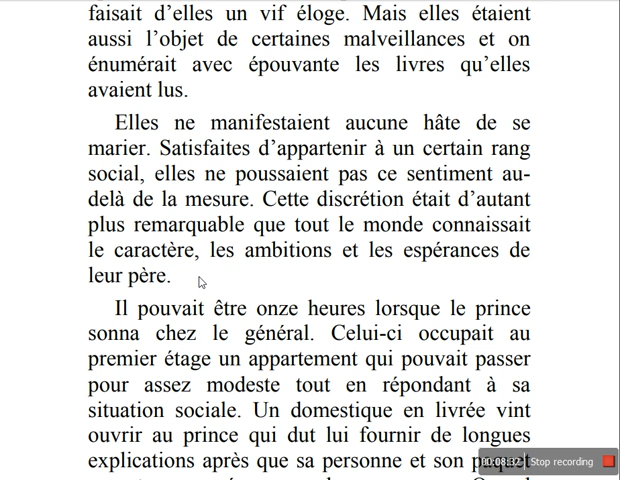 faisait d’elles un vif éloge. Mais elles étaient
aussi l’objet de certaines malveillances et on
énumérait avec épouvante les livres qu’elles
avaient lus.
Elles ne manifestaient aucune hâte de se
marier. Satisfaites d’appartenir à un certain rang
social, elles ne poussaient pas ce sentiment au-
delà de la mesure. Cette discrétion était d’autant
plus remarquable que tout le monde connaissait
le caractère, les ambitions et les espérances de
leur père.
Il pouvait être onze heures lorsque le prince
sonna chez le général. Celui-ci occupait au
premier étage un appartement qui pouvait passer
pour assez modeste tout en répondant à sa
situation sociale. Un domestique en livrée vint
ouvrir au prince qui dut lui fournir de longues
explications après que sa personne et son paquet
00:08:32 Stop recording